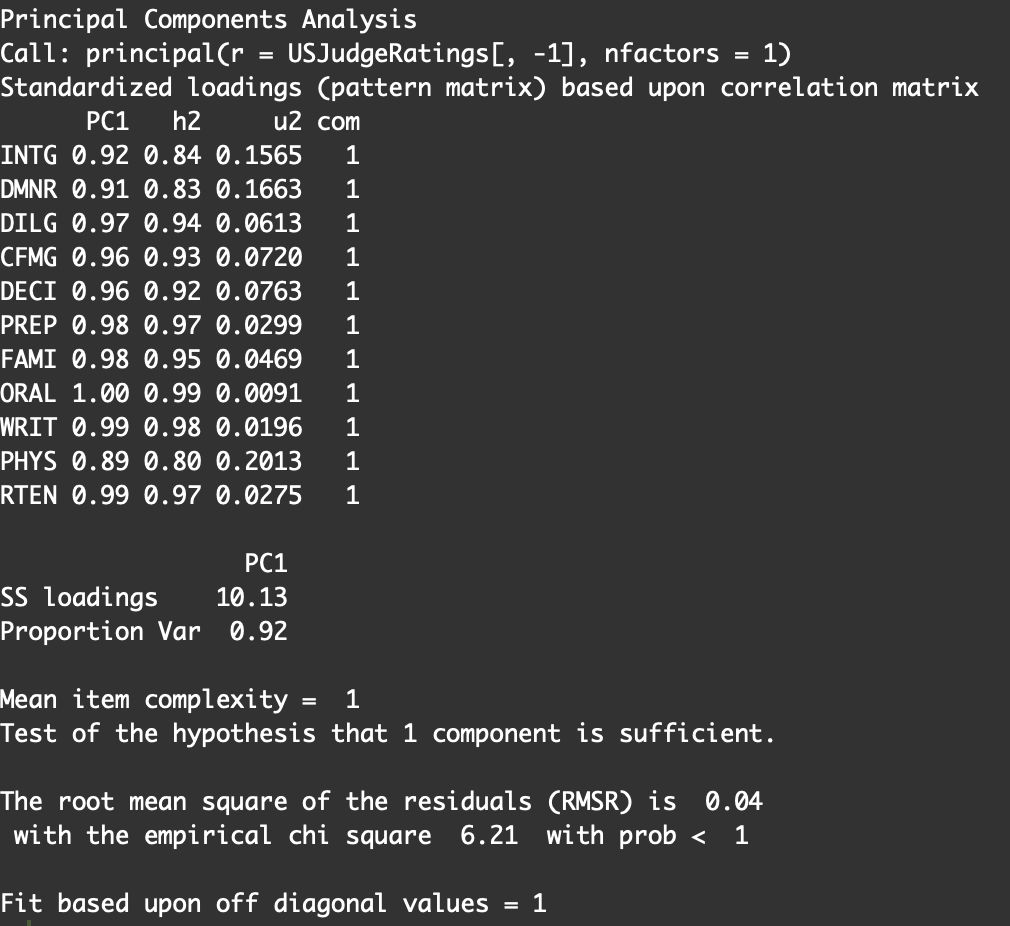 Principal Components Analysis
Call: principal(r = USJudgeRatings[, -1], nfactors = 1)
Standardized loadings (pattern matrix) based upon correlation matrix
      PC1   h2     u2 com
INTG 0.92 0.84 0.1565   1
DMNR 0.91 0.83 0.1663   1
DILG 0.97 0.94 0.0613   1
CFMG 0.96 0.93 0.0720   1
DECI 0.96 0.92 0.0763   1
PREP 0.98 0.97 0.0299   1
FAMI 0.98 0.95 0.0469   1
ORAL 1.00 0.99 0.0091   1
WRIT 0.99 0.98 0.0196   1
PHYS 0.89 0.80 0.2013   1
RTEN 0.99 0.97 0.0275   1

                 PC1
SS loadings    10.13
Proportion Var  0.92

Mean item complexity =  1
Test of the hypothesis that 1 component is sufficient.

The root mean square of the residuals (RMSR) is  0.04
 with the empirical chi square  6.21  with prob <  1

Fit based upon off diagonal values = 1